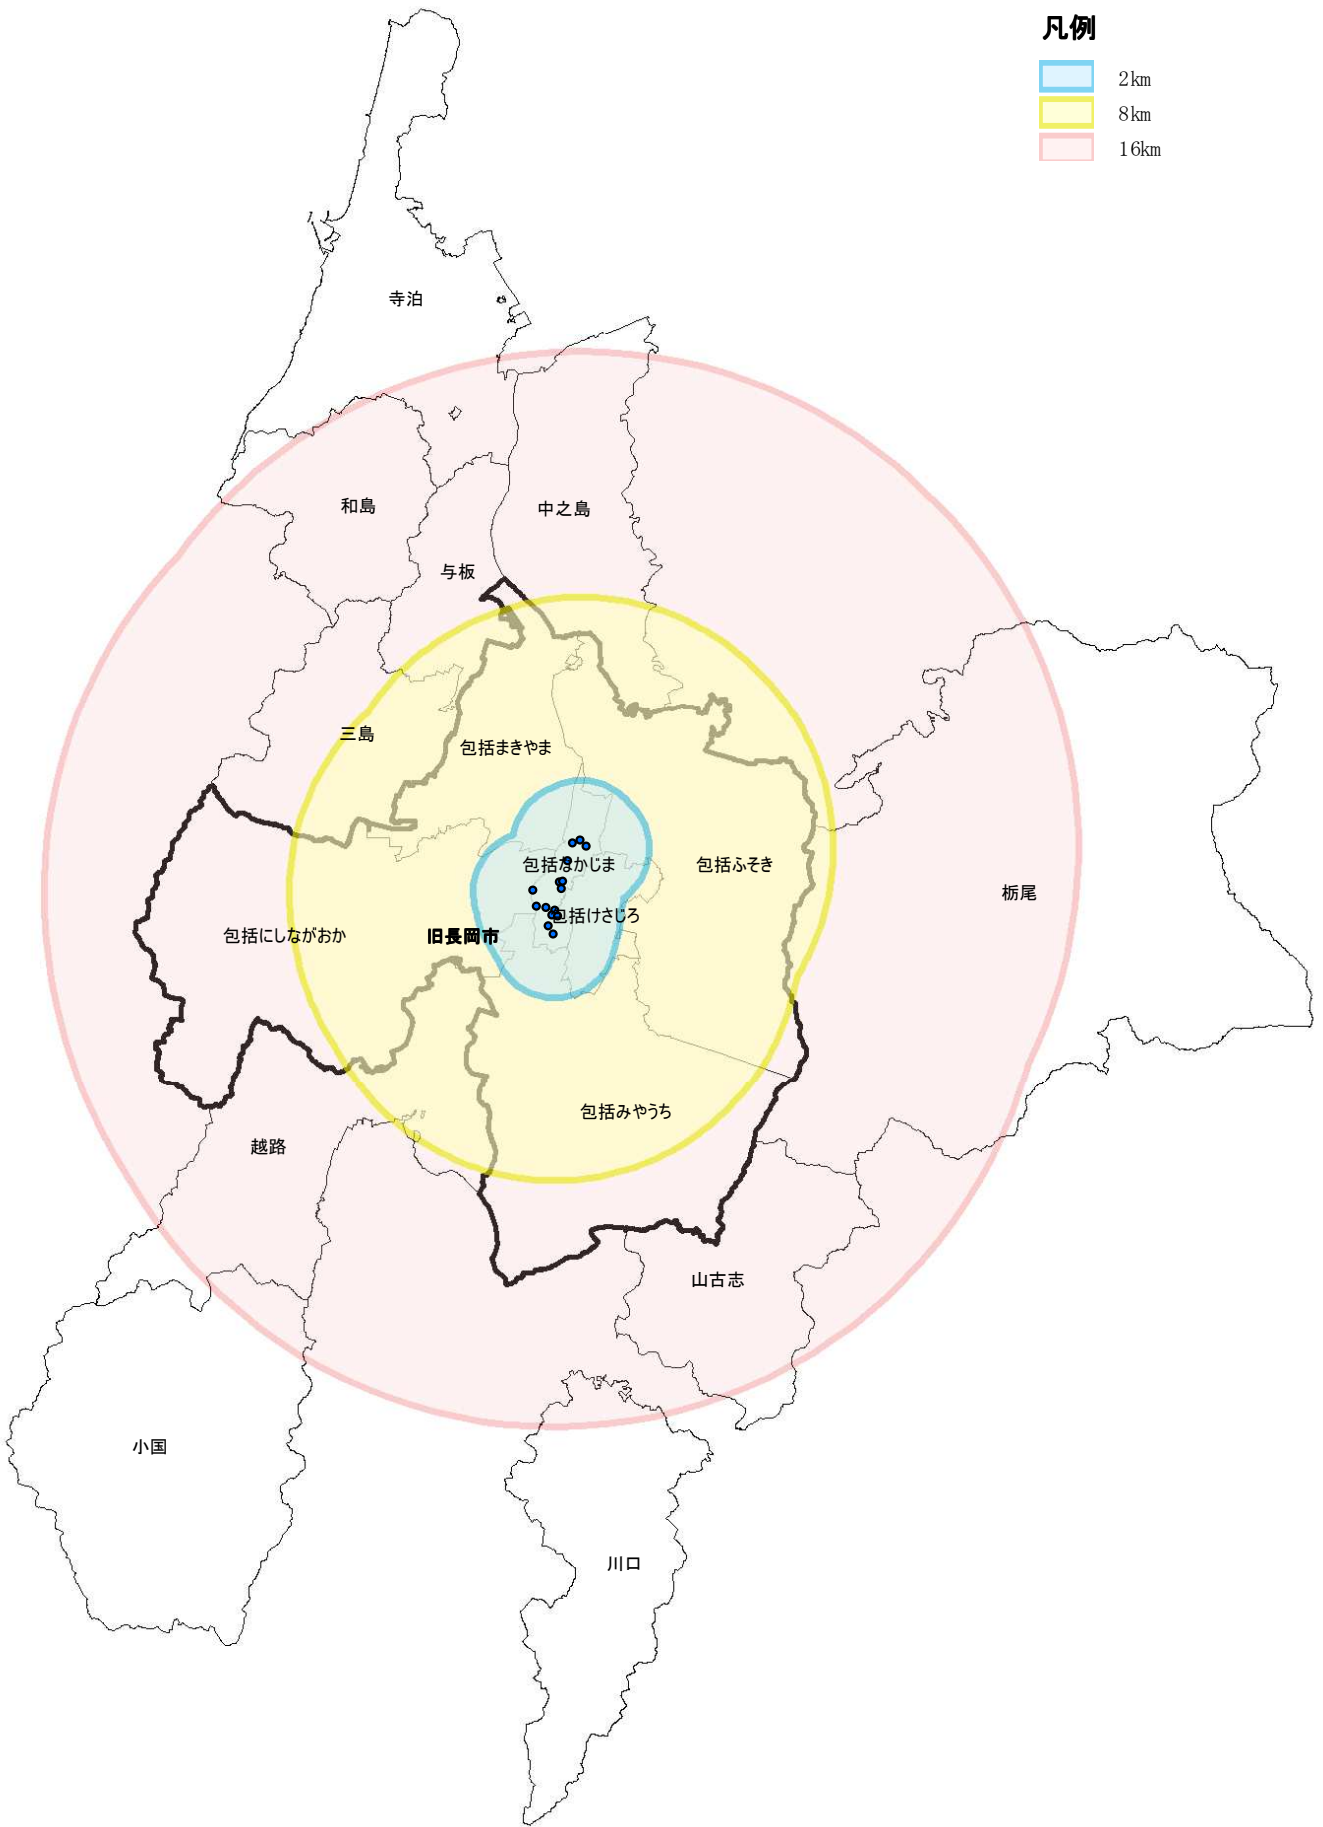 凡例
2km
8km
16km
寺泊
和島
中之島
与板
三島
包括まきやま
包括なかじま
包括ふそき
栃尾
包括けさじろ
包括にしながおか
旧長岡市
包括みやうち
越路
山古志
小国
川口